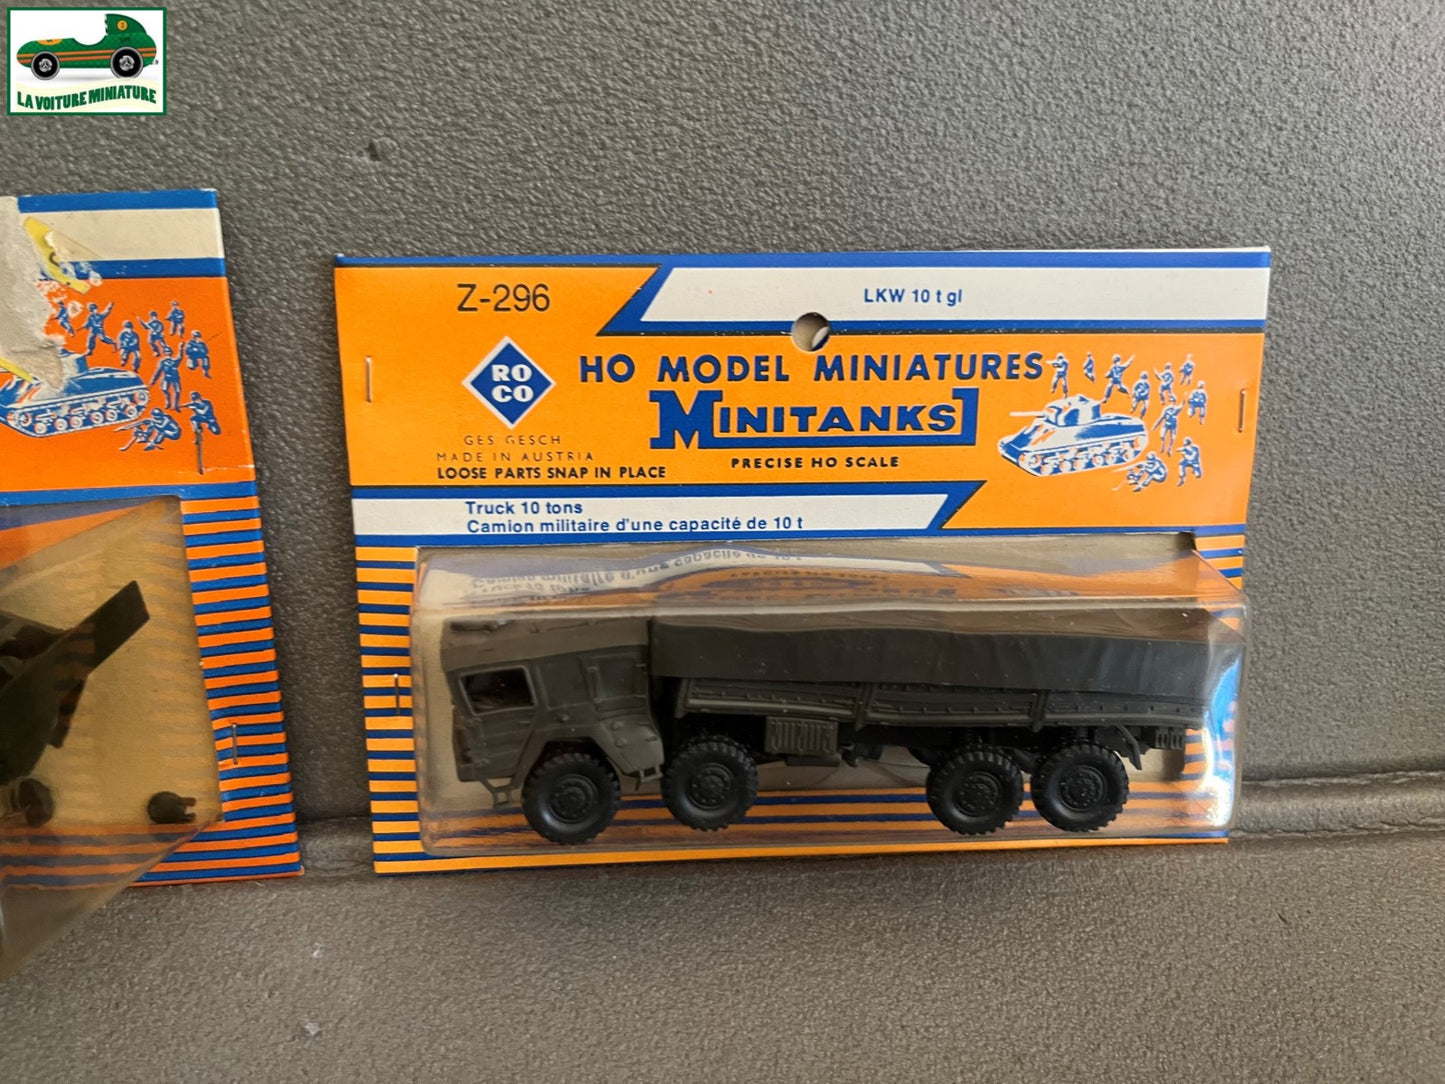 LA VOITURE MINIATURE
Z-296
LKW 10 t gl
RO
CO
HO MODEL MINIATURES
MINITANKS
GES GESCH
MADE IN AUSTRIA
LOOSE PARTS SNAP IN PLACE
PRECISE HO SCALE
Truck 10 tons
Camion militaire d'une capacité de 10 t